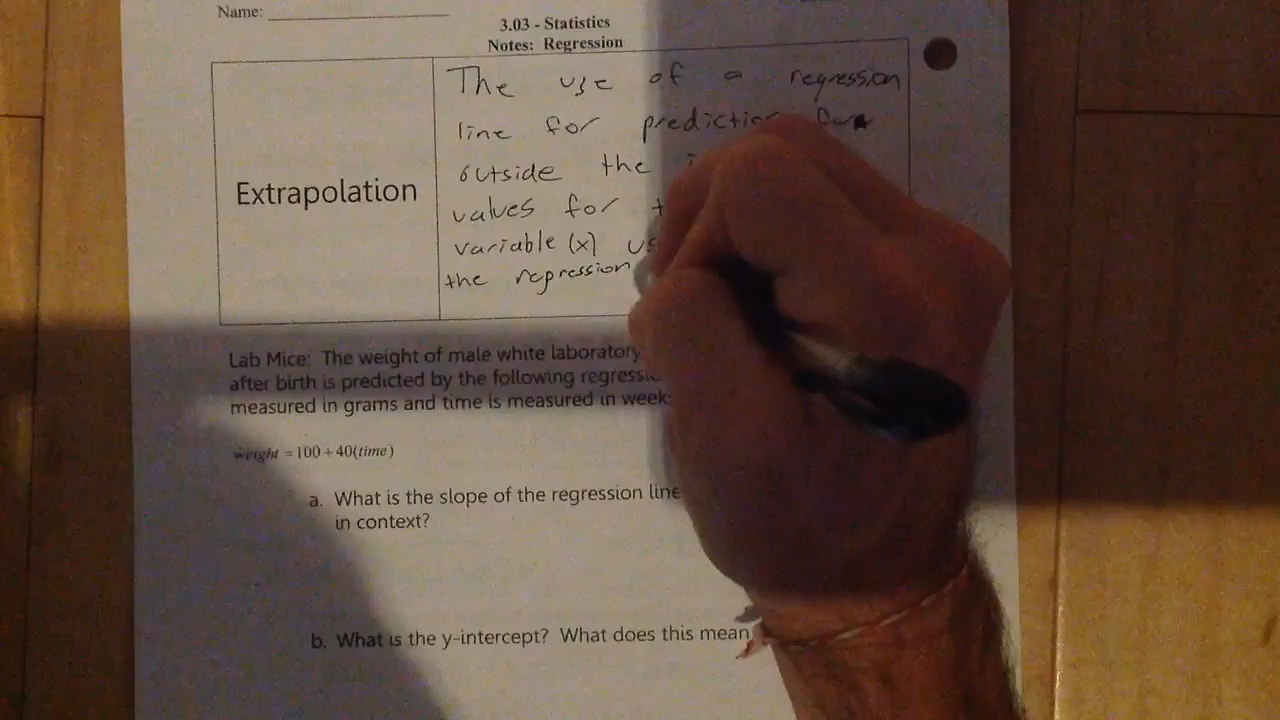 Name:
3.03 - Statistics
Notes: Regression
Extrapolation
The use of a regression
line for prediction far
outside the
values for
variable (x)
the regression
Lab Mice: The weight of male white laboratory
after birth is predicted by the following
measured in grams and time is measured in
weight = 100 + 40(time)
a. What is the slope of the regression line
in context?
b. What is the y-intercept? What does this mean